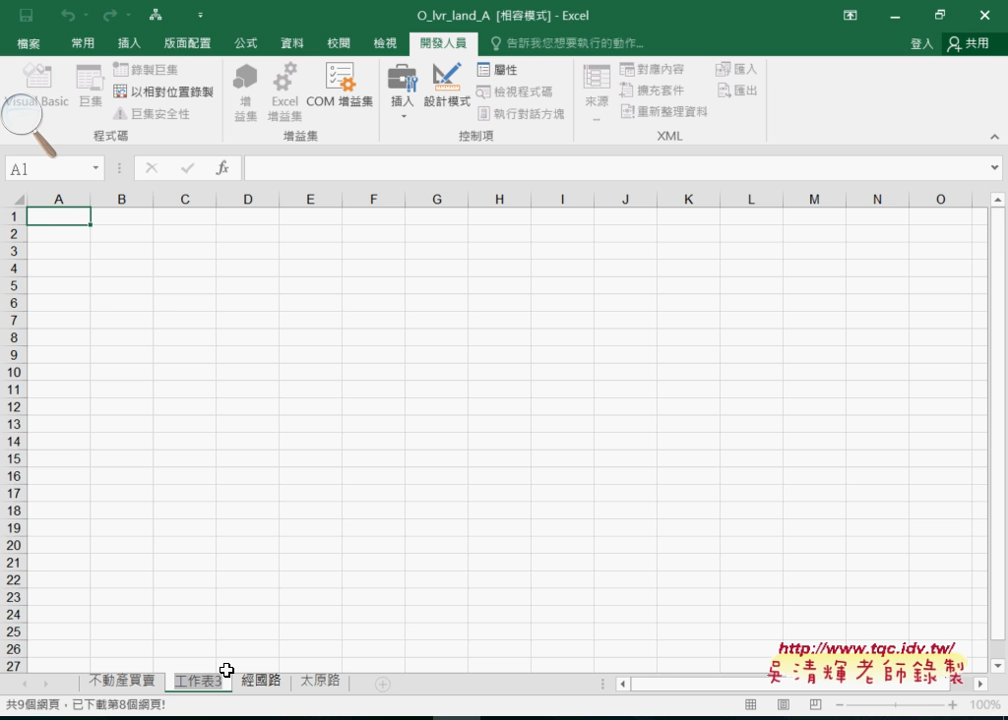 O_lvr_land_A [相容模式] - Excel
檔案 常用 插入 版面配置 公式 資料 校閱 檢視 開發人員 告訴我您想要執行的動作... 登入 共用
Visual Basic 巨集 錄製巨集 以相對位置錄製 巨集安全性
程式碼
增益集 Excel 增益集 COM 增益集
增益集
插入 設計模式 屬性 檢視程式碼 執行對話方塊
控制項
來源 對應內容 擴充套件 重新整理資料 匯入 匯出
XML
A1 fx
A B C D E F G H I J K L M N O
1
2
3
4
5
6
7
8
9
10
11
12
13
14
15
16
17
18
19
20
21
22
23
24
25
26
27
http://www.tqc.idv.tw/
吳清輝老師錄製
不動產買賣 工作表3 經國路 太原路
共9個網頁，已下載第8個網頁! 100%